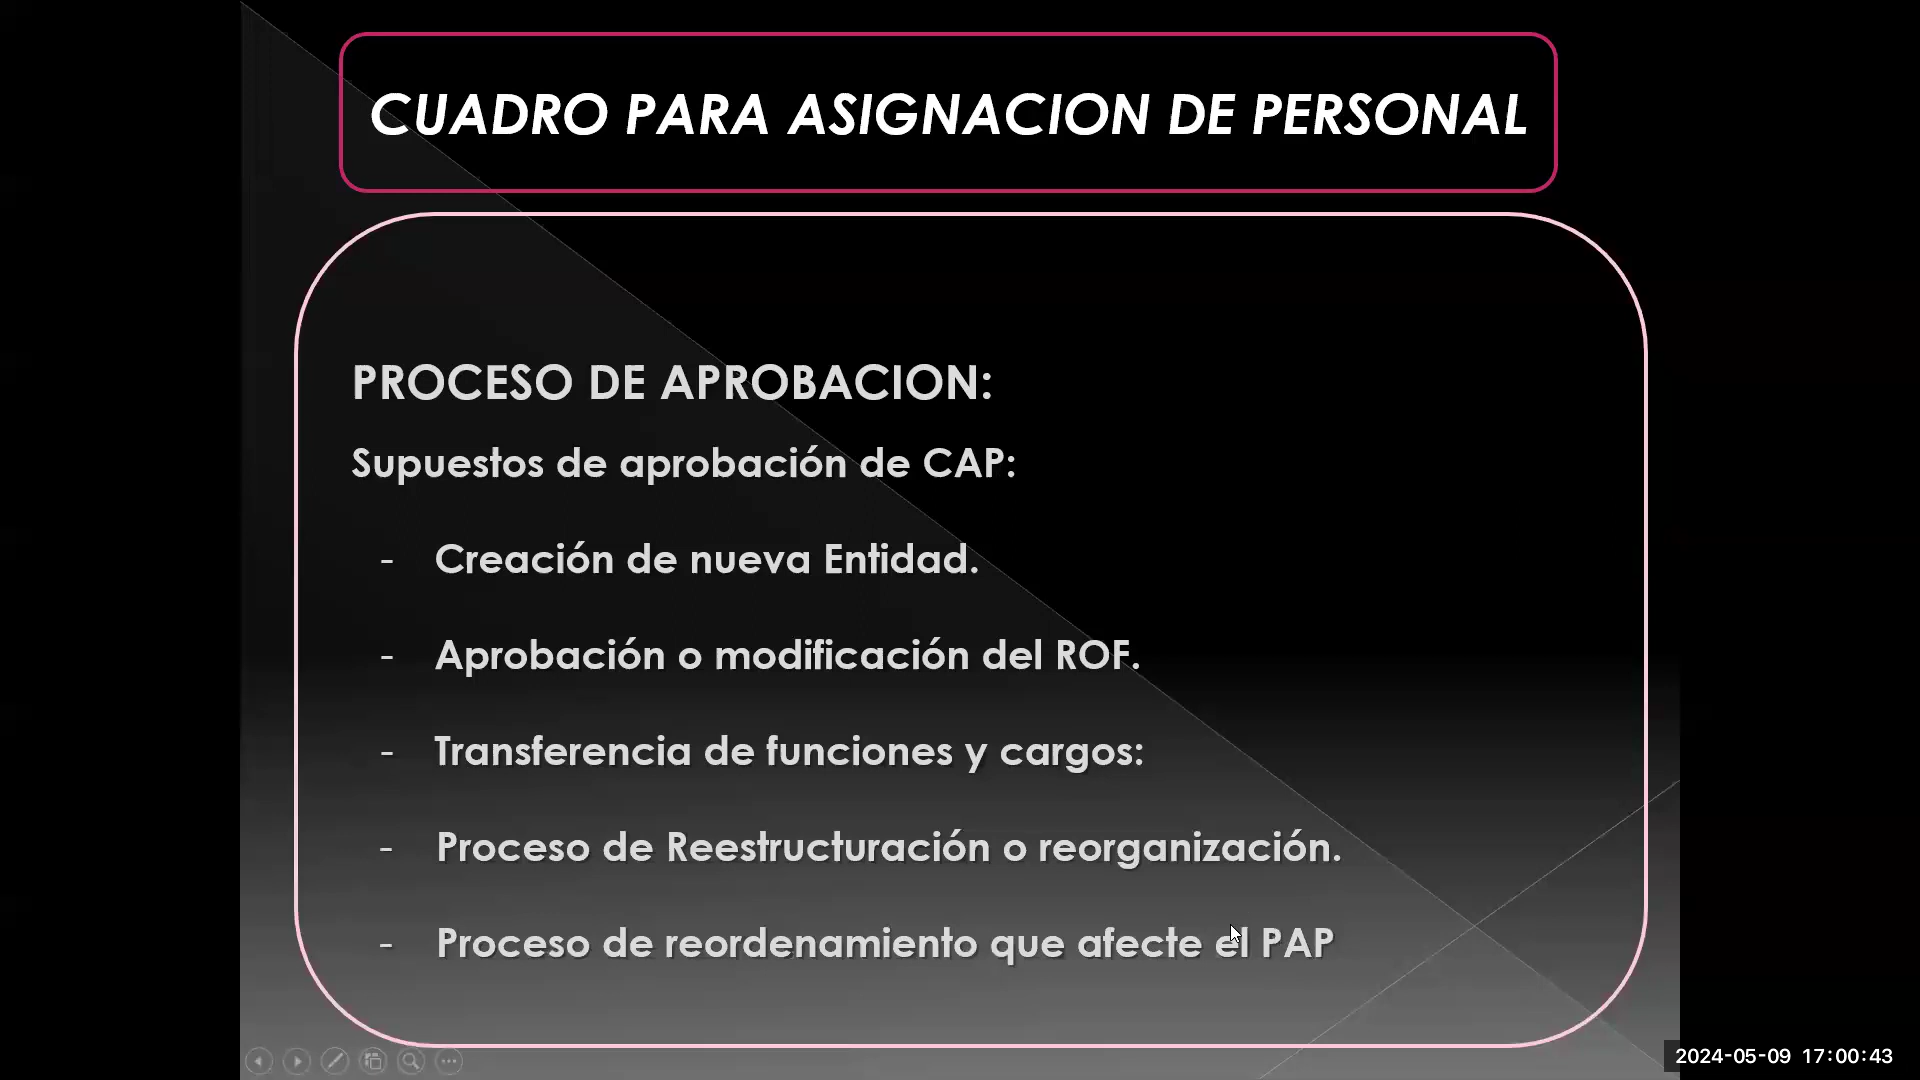 CUADRO PARA ASIGNACION DE PERSONAL
PROCESO DE APROBACION:
Supuestos de aprobación de CAP:
- Creación de nueva Entidad.
- Aprobación o modificación del ROF.
- Transferencia de funciones y cargos:
- Proceso de Reestructuración o reorganización.
- Proceso de reordenamiento que afecte el PAP
2024-05-09 17:00:43